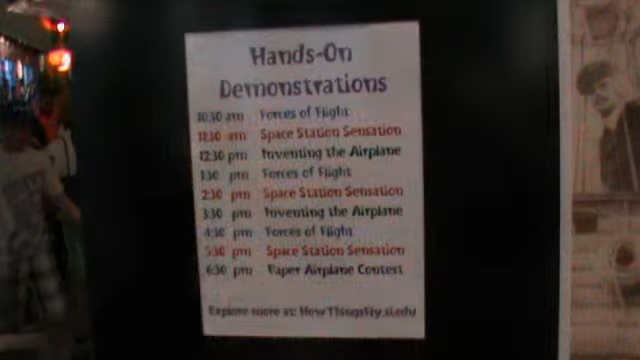 Hands-On
Demonstrations
10:30 am Forces of Flight
11:30 am Space Station Sensation
12:30 pm Inventing the Airplane
1:30 pm Forces of Flight
2:30 pm Space Station Sensation
3:30 pm Inventing the Airplane
4:30 pm Forces of Flight
5:30 pm Space Station Sensation
6:30 pm Paper Airplane Contest
Explore more at: HowThingsFly.si.edu